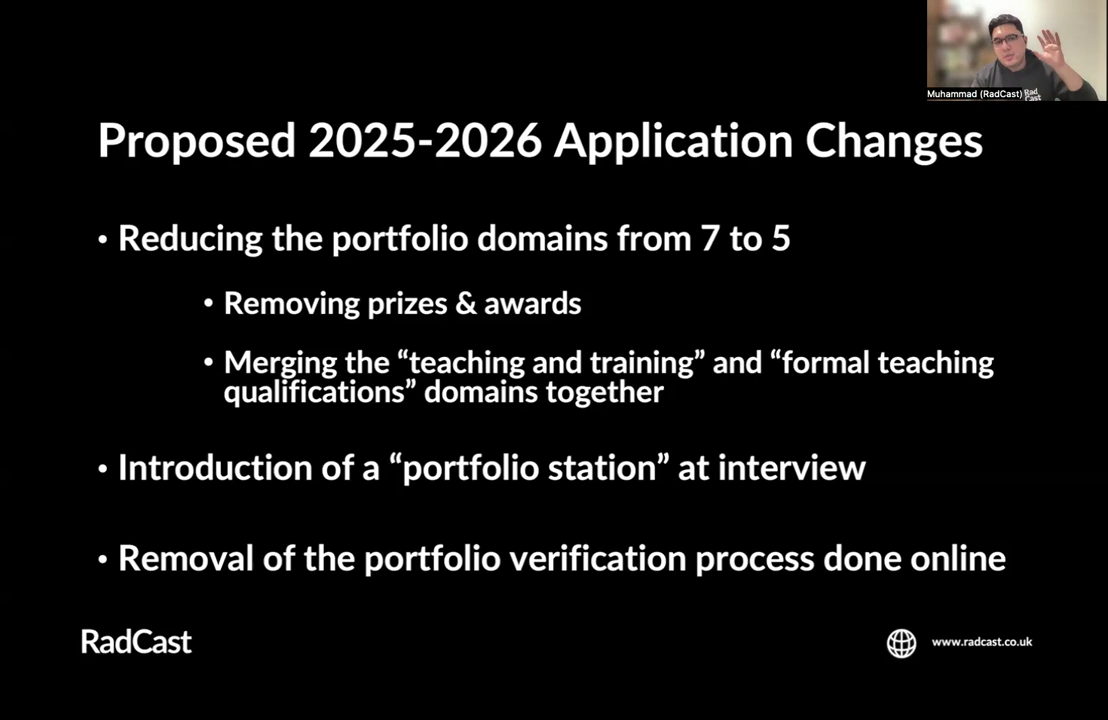 Muhammad (RadCast)
Rad
Cast
Proposed 2025-2026 Application Changes
• Reducing the portfolio domains from 7 to 5
• Removing prizes & awards
• Merging the “teaching and training” and “formal teaching
qualifications” domains together
• Introduction of a “portfolio station” at interview
• Removal of the portfolio verification process done online
RadCast
www.radcast.co.uk